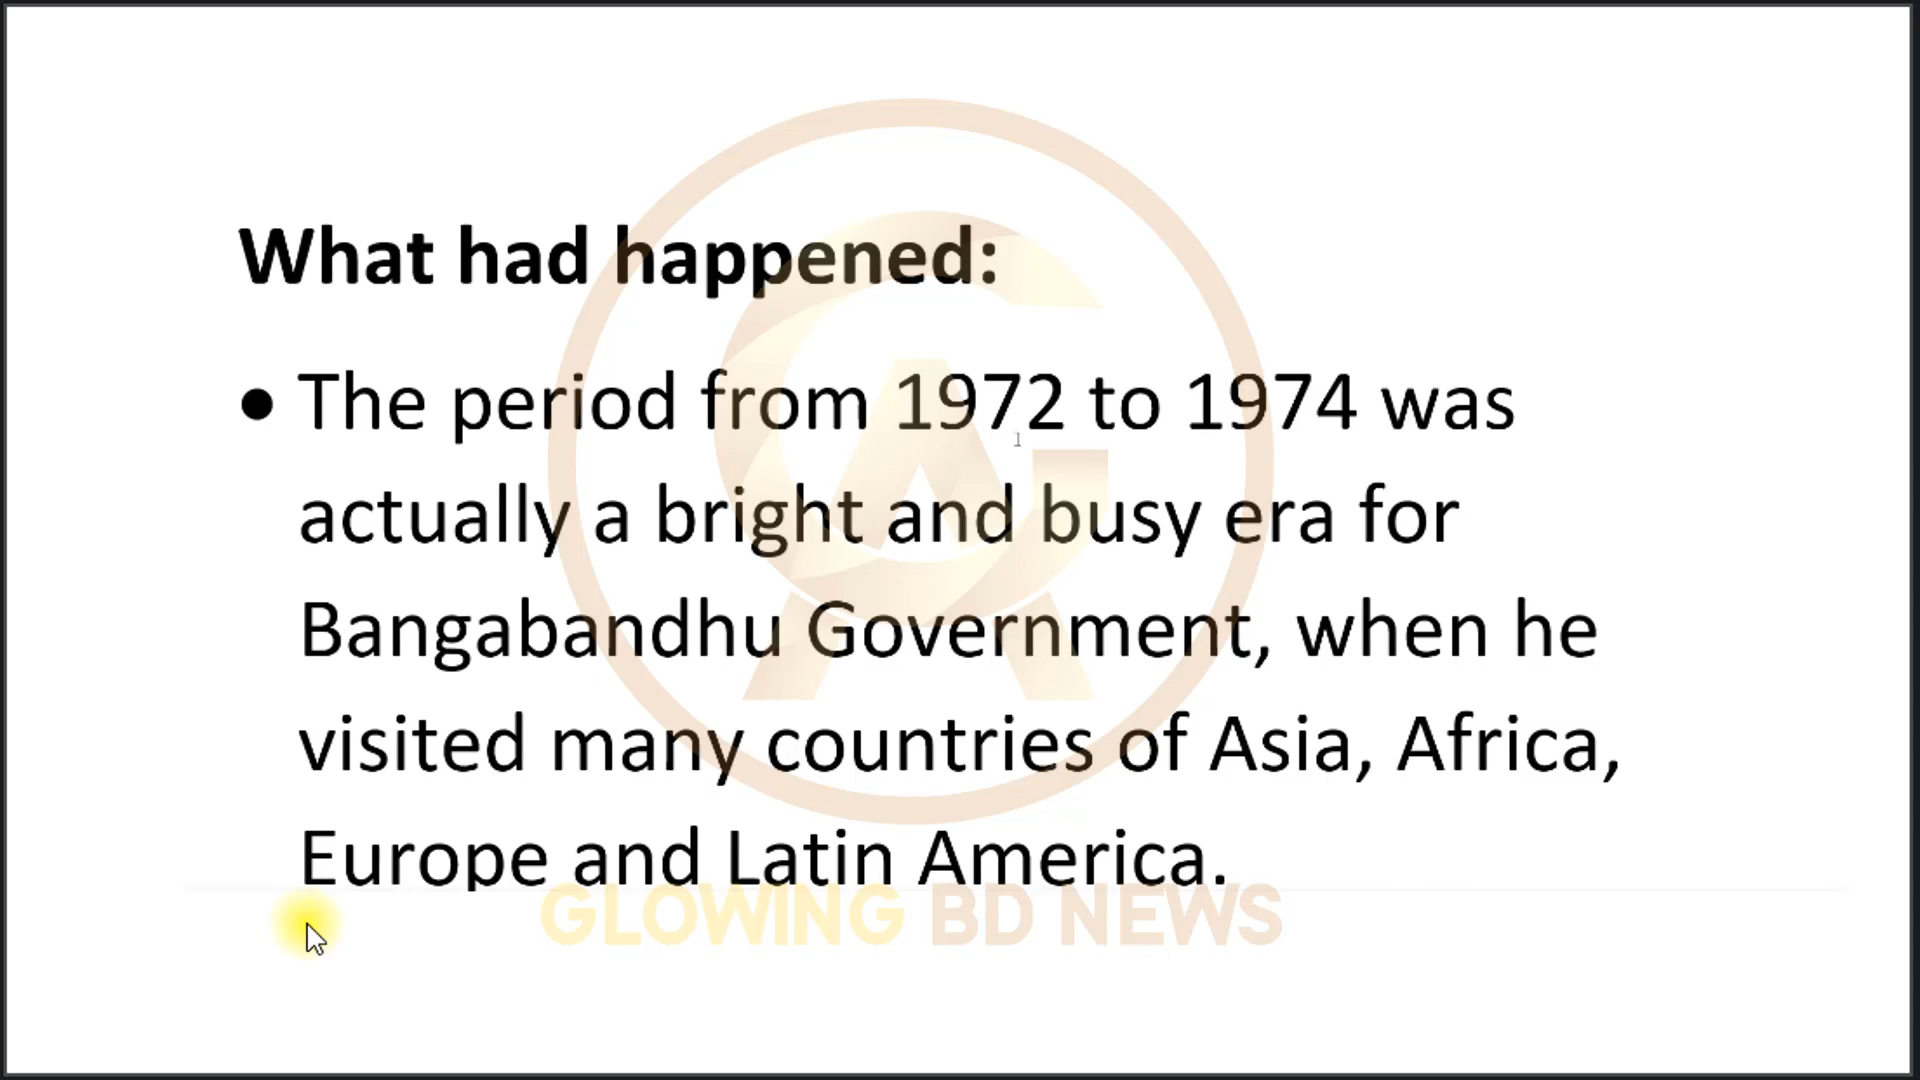 What had happened:
• The period from 1972 to 1974 was
actually a bright and busy era for
Bangabandhu Government, when he
visited many countries of Asia, Africa,
Europe and Latin America.
GLOWING BD NEWS